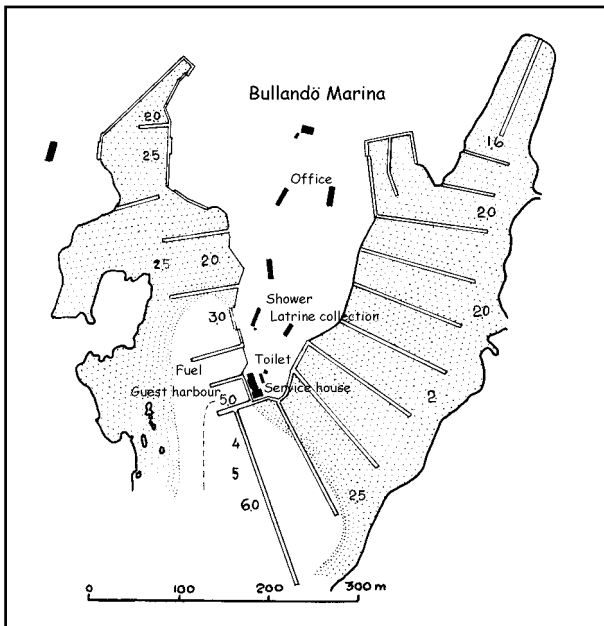 Bullandö Marina
2.0
2.5
1.6
Office
2.0
2.5
2.0
2.0
3.0
Shower
Latrine collection
Fuel
Toilet
Guest harbour
Service house
5.0
2
4
5
6.0
2.5
0 100 200 300 m